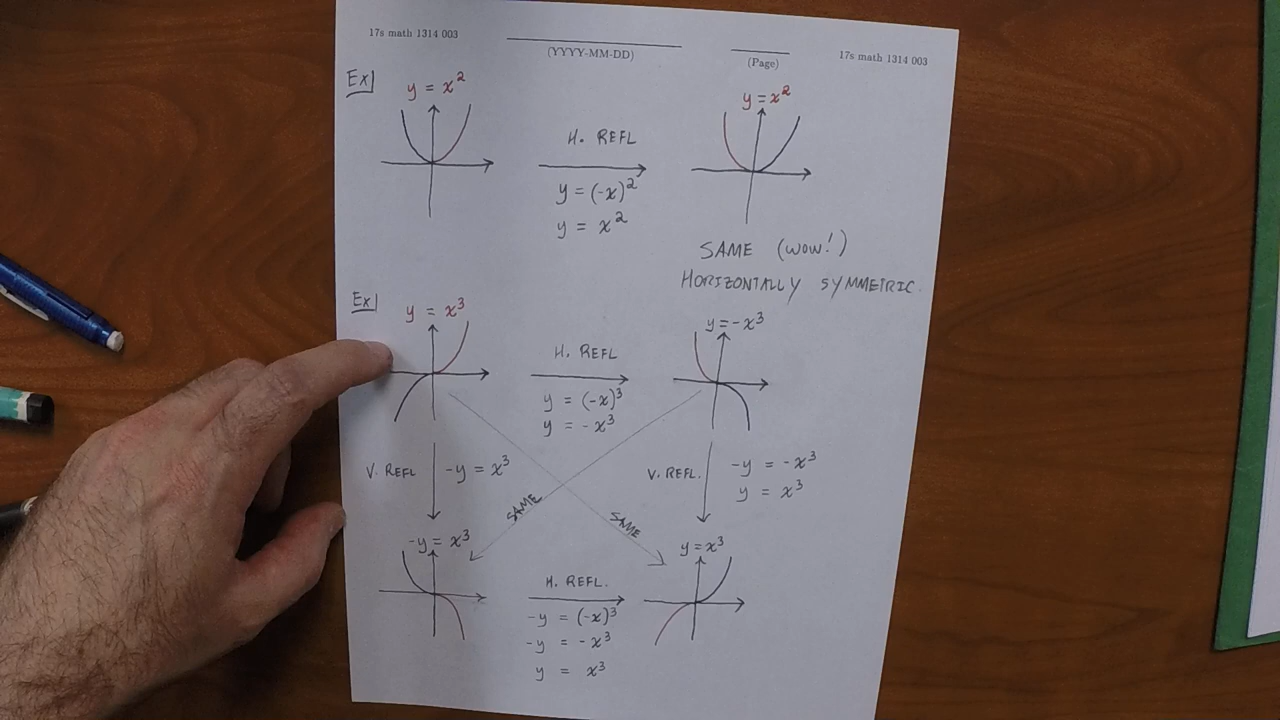 17s math 1314 003
(YYYY-MM-DD)
(Page)
17s math 1314 003
Ex|
y = x²
H. REFL
y = (-x)²
y = x²
y = x²
SAME (WOW!)
HORIZONTALLY SYMMETRIC.
Ex|
y = x³
H. REFL
y = (-x)³
y = -x³
y = -x³
V. REFL
-y = x³
SAME
SAME
V. REFL.
-y = -x³
y = x³
-y = x³
H. REFL.
-y = (-x)³
-y = -x³
y = x³
y = x³